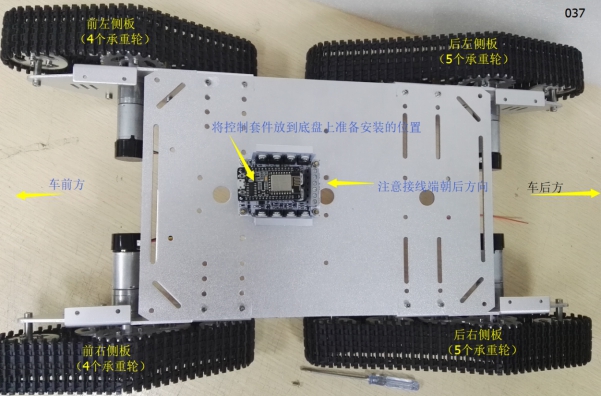 037
前左侧板
（4个承重轮）
后左侧板
（5个承重轮）
将控制套件放到底盘上准备安装的位置
注意接线端朝后方向
车前方
车后方
前右侧板
（4个承重轮）
后右侧板
（5个承重轮）